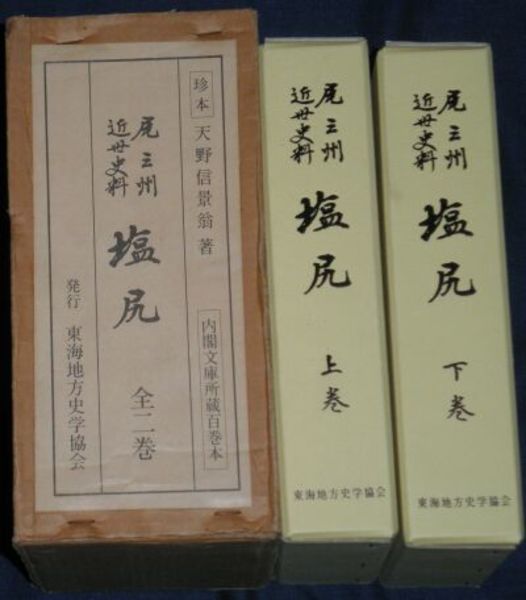 珍本 天野信景翁 著
内閣文庫所蔵百巻本
尾三州
近世史料
塩尻
全二巻
発行 東海地方史学協会
尾三州
近世史料
塩尻
上巻
東海地方史学協会
尾三州
近世史料
塩尻
下巻
東海地方史学協会